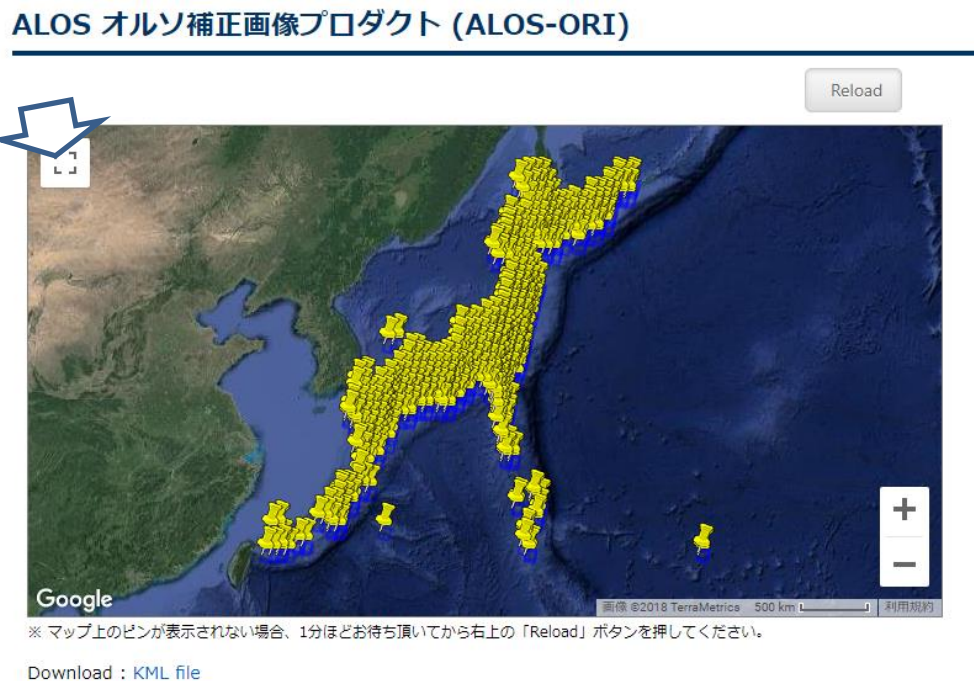 ALOS オルソ補正画像プロダクト (ALOS-ORI)
Reload
Google
画像 ©2018 TerraMetrics 500 km 利用規約
※ マップ上のピンが表示されない場合、1分ほどお待ち頂いてから右上の「Reload」ボタンを押してください。
Download : KML file